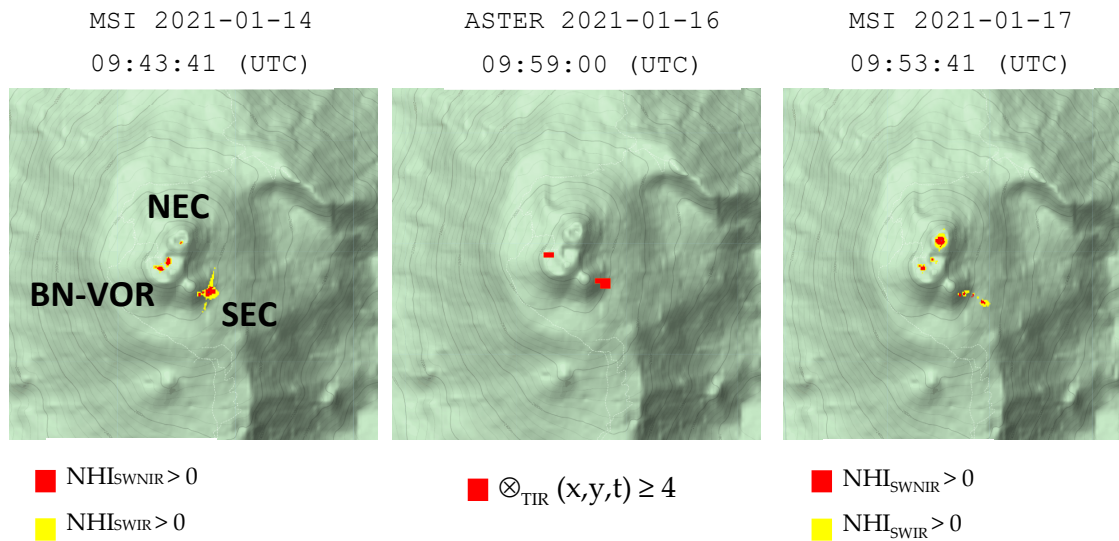 MSI 2021-01-14
09:43:41 (UTC)
ASTER 2021-01-16
09:59:00 (UTC)
MSI 2021-01-17
09:53:41 (UTC)
NEC
BN-VOR
SEC
NHISWNIR > 0
NHISWIR > 0
⊗TIR (x,y,t) ≥ 4
NHISWNIR > 0
NHISWIR > 0